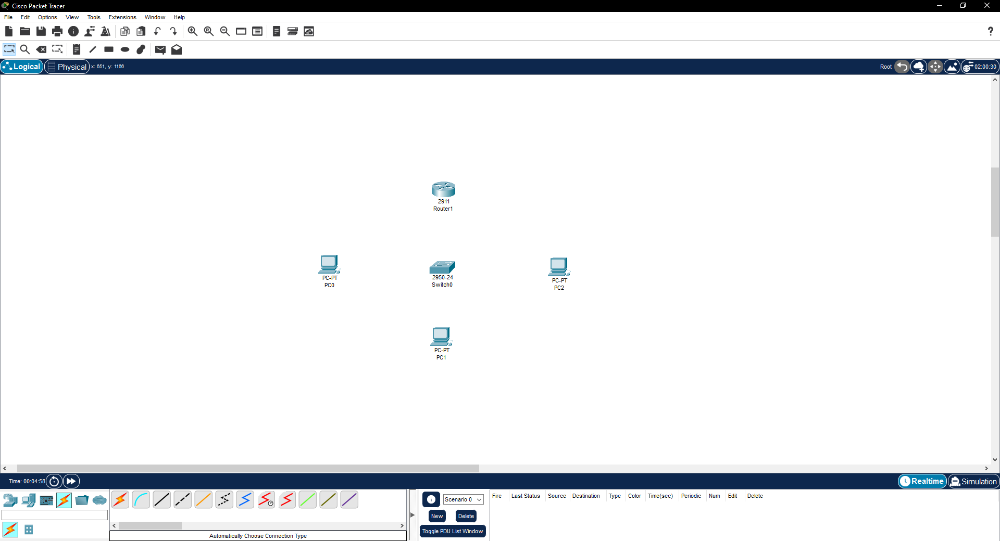 Cisco Packet Tracer
File Edit Options View Tools Extensions Window Help
?
Logical Physical x: 651, y: 1166 Root 02:00:30
2911
Router1
PC-PT
PC0
2950-24
Switch0
PC-PT
PC2
PC-PT
PC1
Time: 00:04:58 Realtime Simulation
Scenario 0
New Delete
Toggle PDU List Window
Fire Last Status Source Destination Type Color Time(sec) Periodic Num Edit Delete
Automatically Choose Connection Type